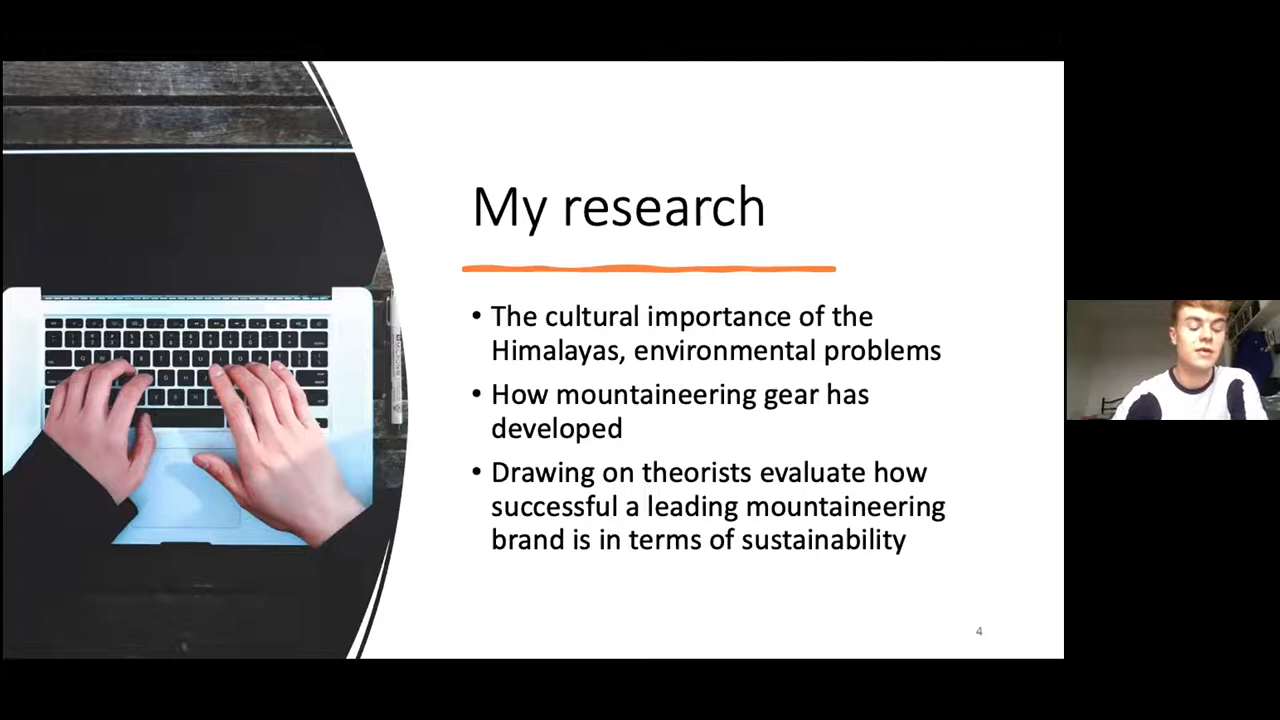 My research
• The cultural importance of the
Himalayas, environmental problems
• How mountaineering gear has
developed
• Drawing on theorists evaluate how
successful a leading mountaineering
brand is in terms of sustainability
4